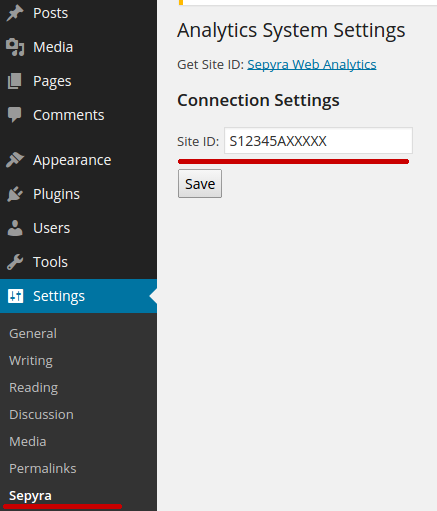 Posts
Media
Pages
Comments
Appearance
Plugins
Users
Tools
Settings
General
Writing
Reading
Discussion
Media
Permalinks
Sepyra
Analytics System Settings
Get Site ID: Sepyra Web Analytics
Connection Settings
Site ID: S12345AXXXXX
Save